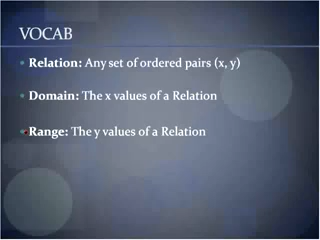 VOCAB
Relation: Any set of ordered pairs (x, y)
Domain: The x values of a Relation
Range: The y values of a Relation